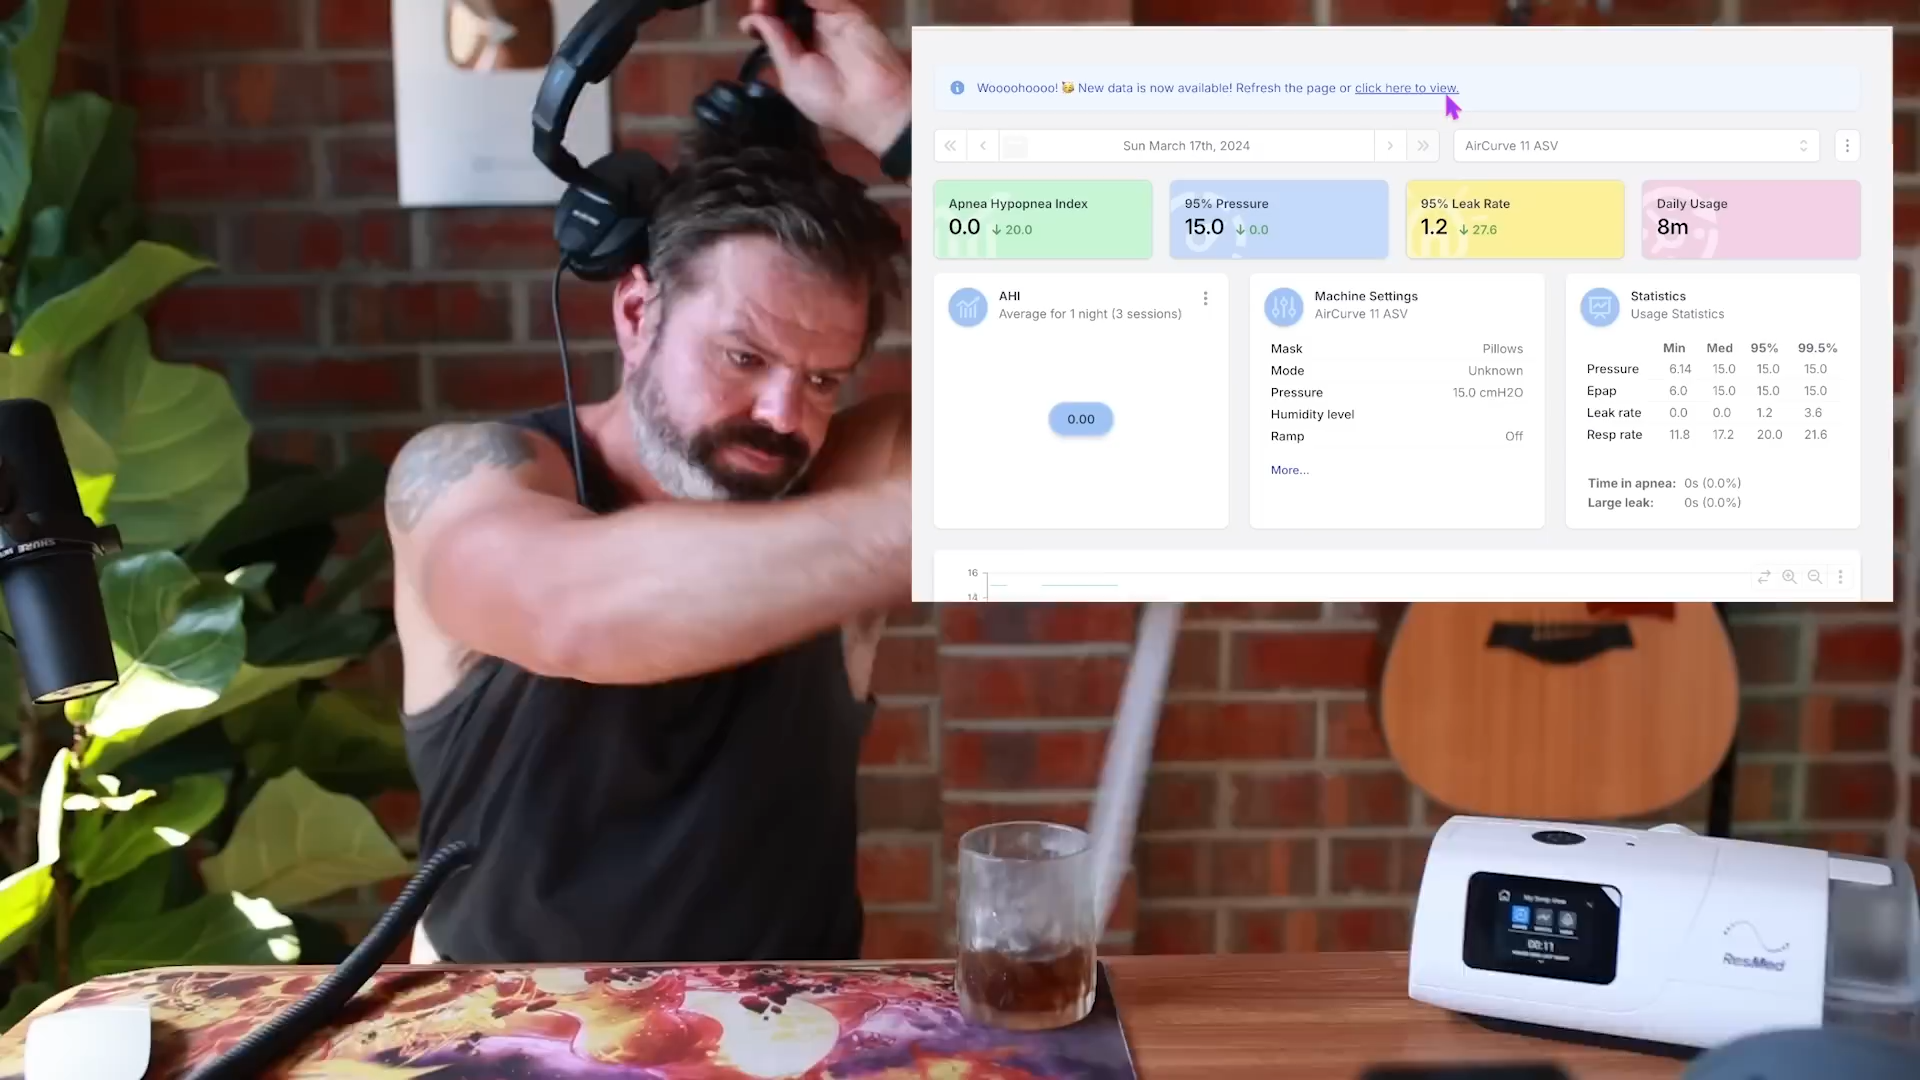 Woooohoooo! 🥳 New data is now available! Refresh the page or click here to view.
Sun March 17th, 2024
AirCurve 11 ASV
Apnea Hypopnea Index
0.0 ↓ 20.0
95% Pressure
15.0 ↓ 0.0
95% Leak Rate
1.2 ↓ 27.6
Daily Usage
8m
AHI
Average for 1 night (3 sessions)
0.00
Machine Settings
AirCurve 11 ASV
Mask Pillows
Mode Unknown
Pressure 15.0 cmH2O
Humidity level
Ramp Off
More...
Statistics
Usage Statistics
Min Med 95% 99.5%
Pressure 6.14 15.0 15.0 15.0
Epap 6.0 15.0 15.0 15.0
Leak rate 0.0 0.0 1.2 3.6
Resp rate 11.8 17.2 20.0 21.6
Time in apnea: 0s (0.0%)
Large leak: 0s (0.0%)
16
14
SHURE
00:11
ResMed